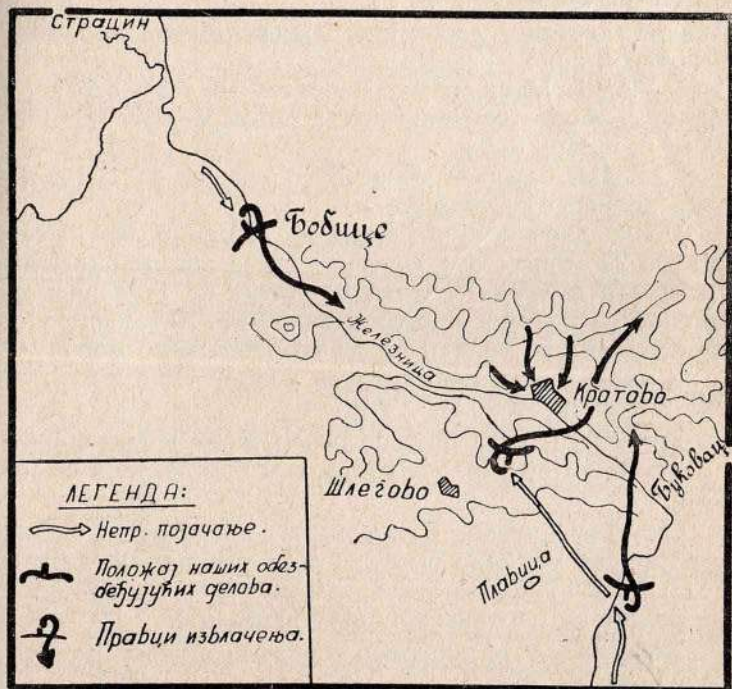 Страцин
Бобице
Железница
Кратово
Шлегово
Буковац
Плавица
ЛЕГЕНДА:
Непр. појачање.
Положај наших обез-
беђујућих делова.
Правци извлачења.